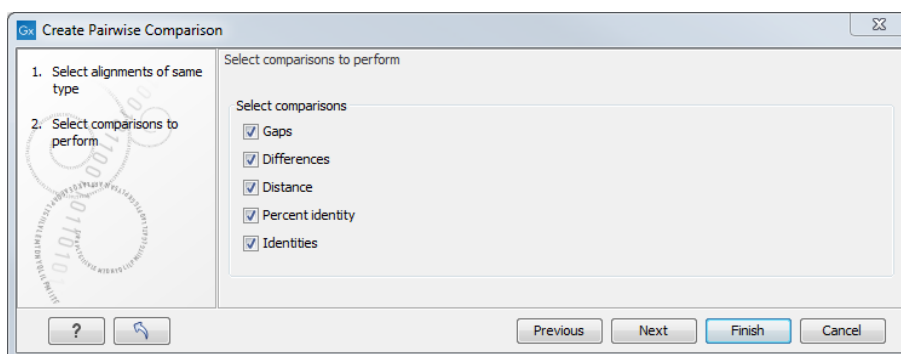 Gx Create Pairwise Comparison
1. Select alignments of same
type
2. Select comparisons to
perform
Select comparisons to perform
Select comparisons
Gaps
Differences
Distance
Percent identity
Identities
?
Previous
Next
Finish
Cancel